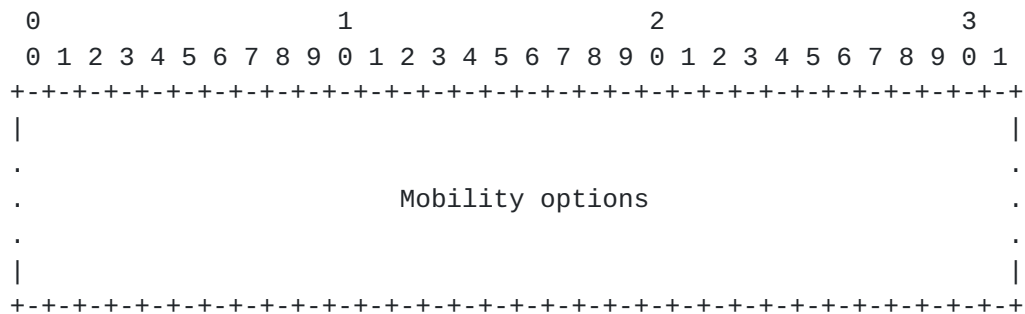 0                   1                   2                   3
 0 1 2 3 4 5 6 7 8 9 0 1 2 3 4 5 6 7 8 9 0 1 2 3 4 5 6 7 8 9 0 1
+-+-+-+-+-+-+-+-+-+-+-+-+-+-+-+-+-+-+-+-+-+-+-+-+-+-+-+-+-+-+-+-+
|                                                               |
.                                                               .
.                        Mobility options                       .
.                                                               .
|                                                               |
+-+-+-+-+-+-+-+-+-+-+-+-+-+-+-+-+-+-+-+-+-+-+-+-+-+-+-+-+-+-+-+-+